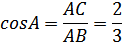 cosA = AC/AB = 2/3